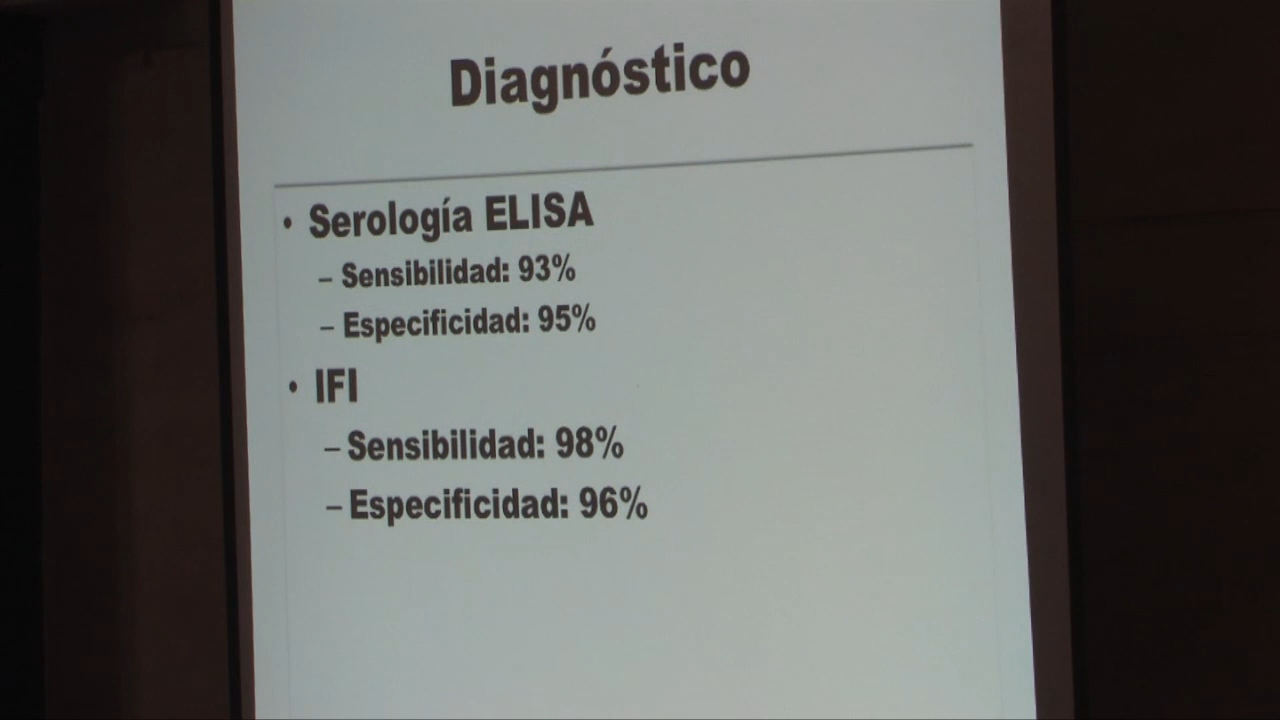 Diagnóstico
• Serología ELISA
– Sensibilidad: 93%
– Especificidad: 95%
• IFI
– Sensibilidad: 98%
– Especificidad: 96%